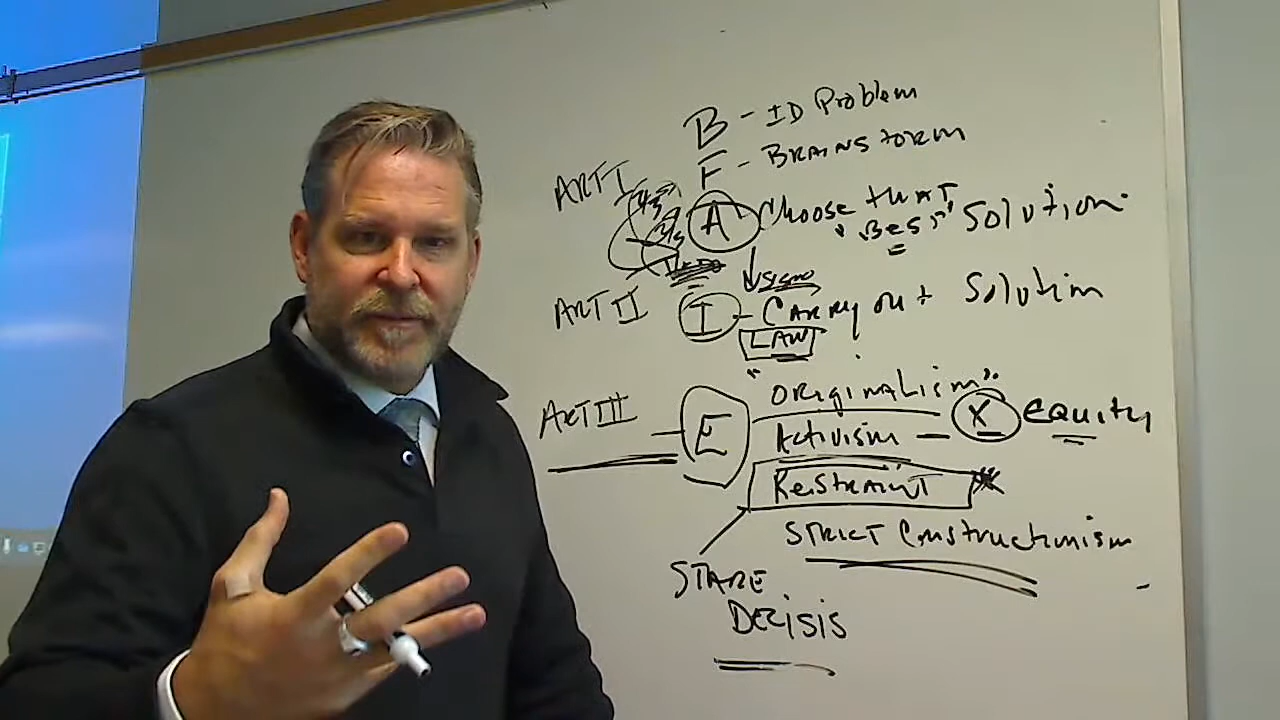 B - ID Problem
F - BRAINSTORM
ART I
A Choose that
"BEST" Solution
SIGNS
ART II I - CARRY out Solution
LAW
"ORiginAlism"
ART III E Activism - X equity
RestrAINT
STRICT Constructionism
STARE
DECISIS